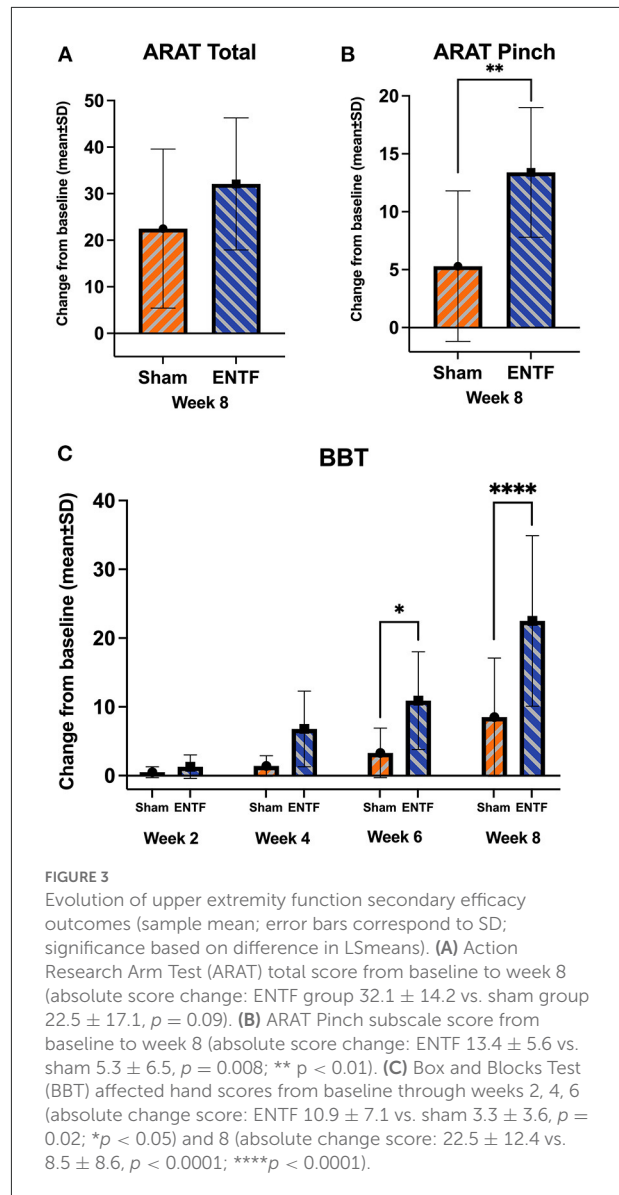 A
ARAT Total
Change from baseline (mean±SD)
50
40
30
20
10
0
Sham ENTF
Week 8
B
ARAT Pinch
**
Change from baseline (mean±SD)
20
15
10
5
0
Sham ENTF
Week 8
C
BBT
Change from baseline (mean±SD)
40
30
20
10
0
*
****
Sham ENTF Sham ENTF Sham ENTF Sham ENTF
Week 2 Week 4 Week 6 Week 8
FIGURE 3
Evolution of upper extremity function secondary efficacy
outcomes (sample mean; error bars correspond to SD;
significance based on difference in LSmeans). (A) Action
Research Arm Test (ARAT) total score from baseline to week 8
(absolute score change: ENTF group 32.1 ± 14.2 vs. sham group
22.5 ± 17.1, p = 0.09). (B) ARAT Pinch subscale score from
baseline to week 8 (absolute score change: ENTF 13.4 ± 5.6 vs.
sham 5.3 ± 6.5, p = 0.008; ** p < 0.01). (C) Box and Blocks Test
(BBT) affected hand scores from baseline through weeks 2, 4, 6
(absolute change score: ENTF 10.9 ± 7.1 vs. sham 3.3 ± 3.6, p =
0.02; *p < 0.05) and 8 (absolute change score: 22.5 ± 12.4 vs.
8.5 ± 8.6, p < 0.0001; ****p < 0.0001).